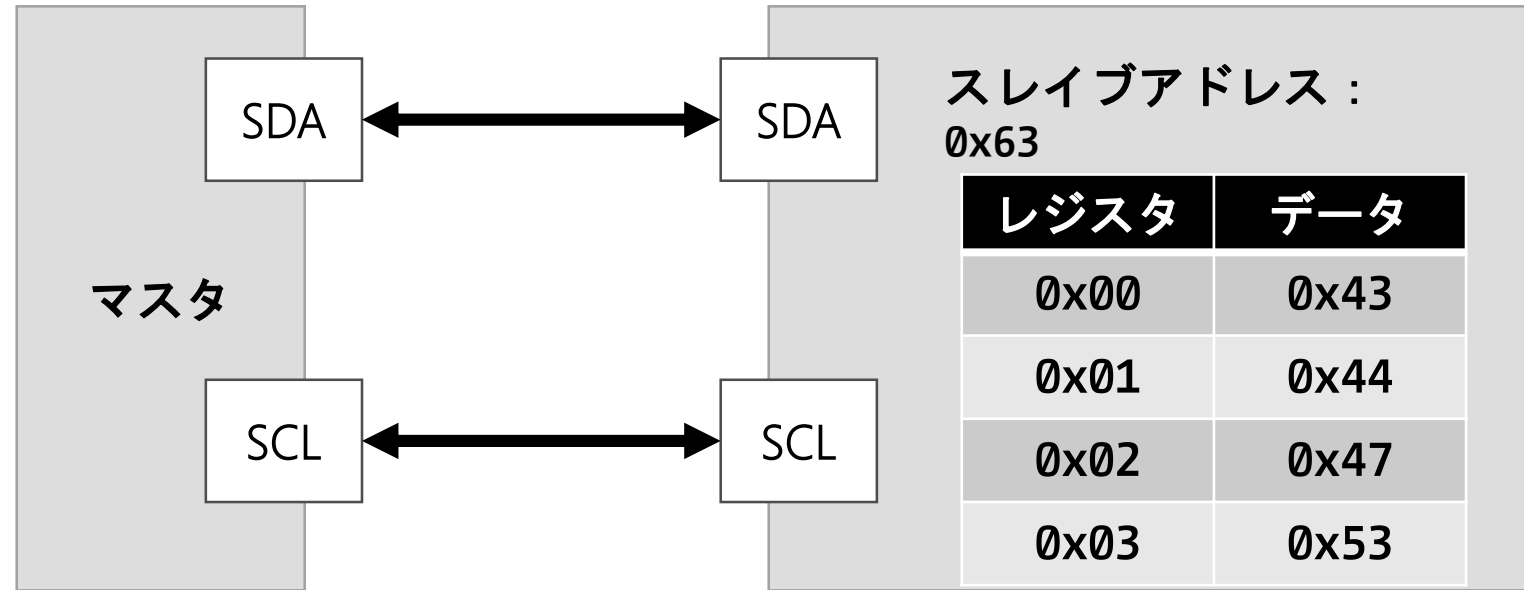 マスタ
SDA
SCL
SDA
SCL
スレイブアドレス：
0x63
レジスタ データ
0x00 0x43
0x01 0x44
0x02 0x47
0x03 0x53